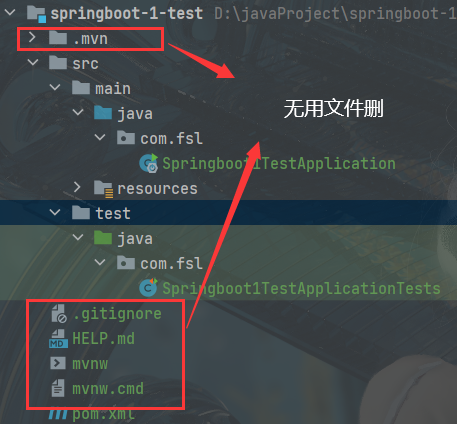 springboot-1-test D:\javaProject\springboot-1
.mvn
src
main
无用文件删
java
com.fsl
Springboot1TestApplication
resources
test
java
com.fsl
Springboot1TestApplicationTests
.gitignore
HELP.md
mvnw
mvnw.cmd
pom.xml